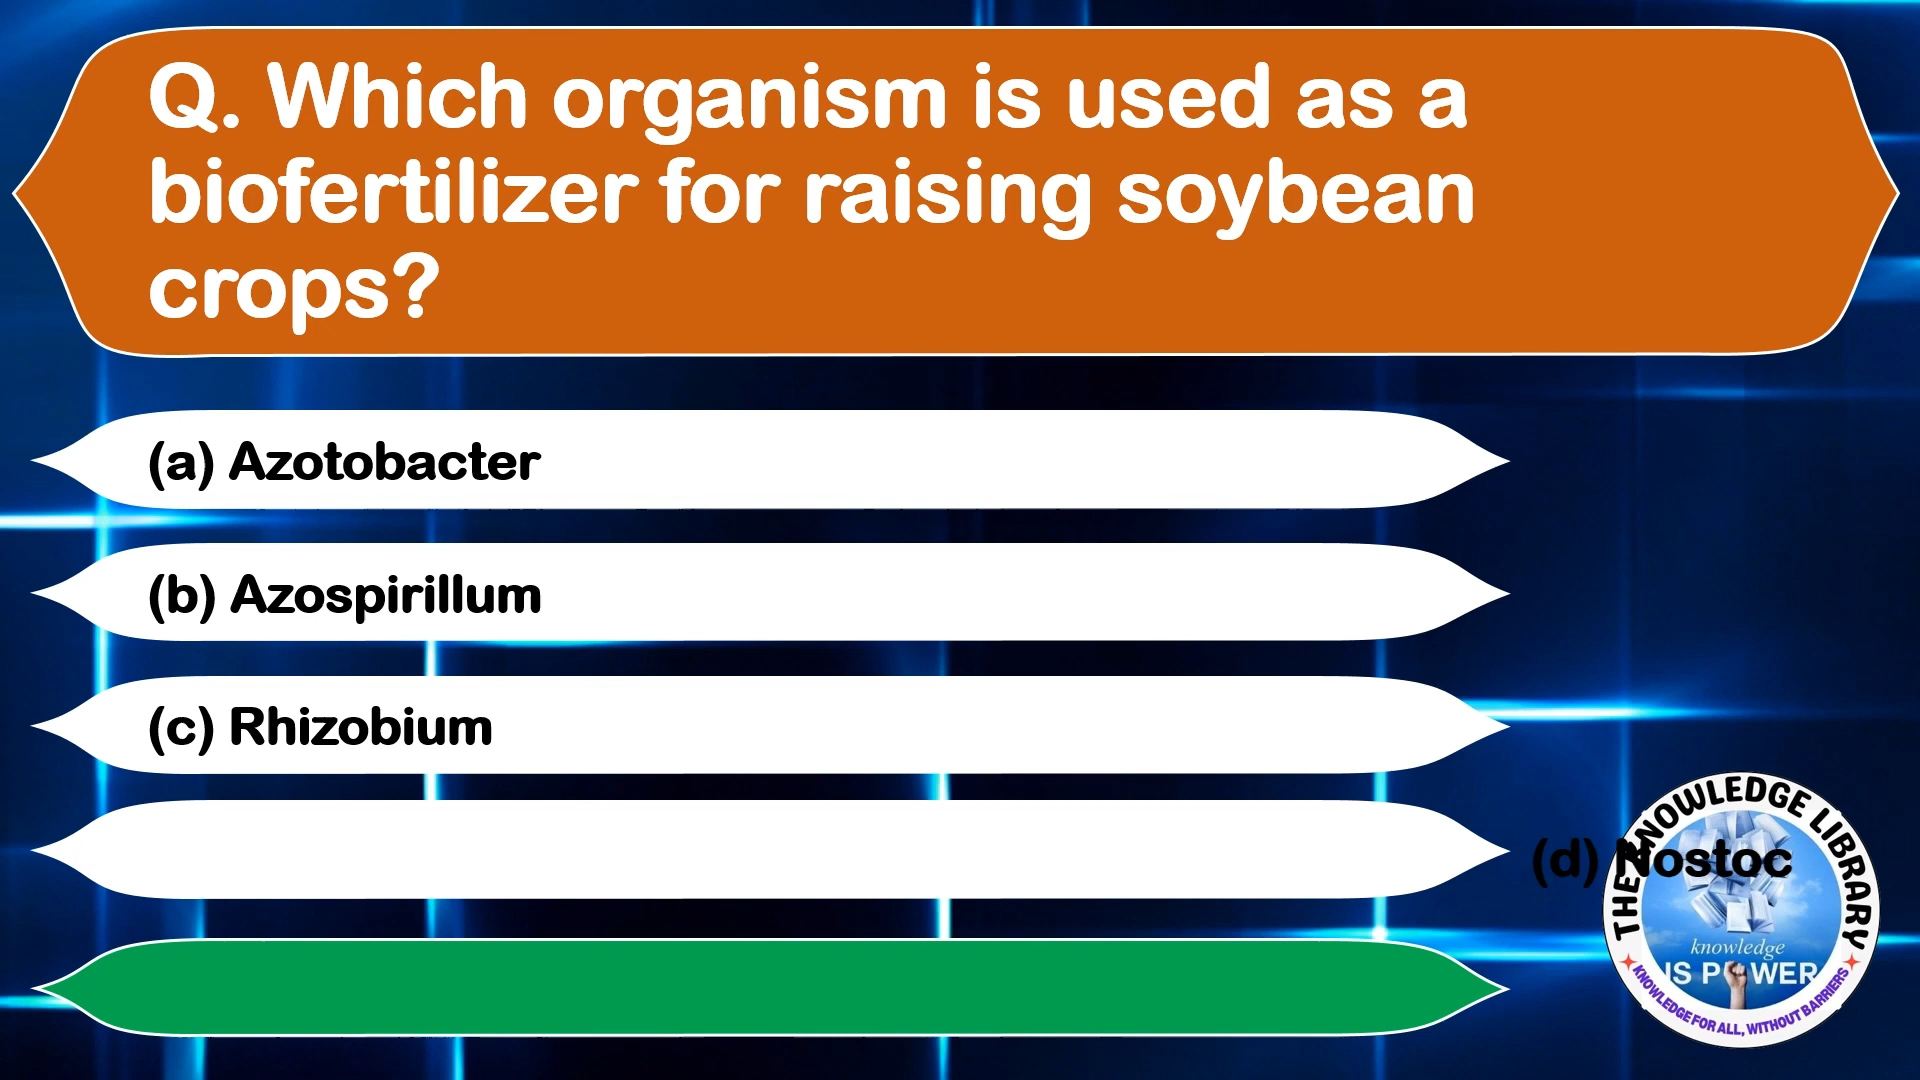 Q. Which organism is used as a
biofertilizer for raising soybean
crops?
(a) Azotobacter
(b) Azospirillum
(c) Rhizobium
(d) Nostoc
THE KNOWLEDGE LIBRARY
knowledge
IS POWER
KNOWLEDGE FOR ALL, WITHOUT BARRIERS